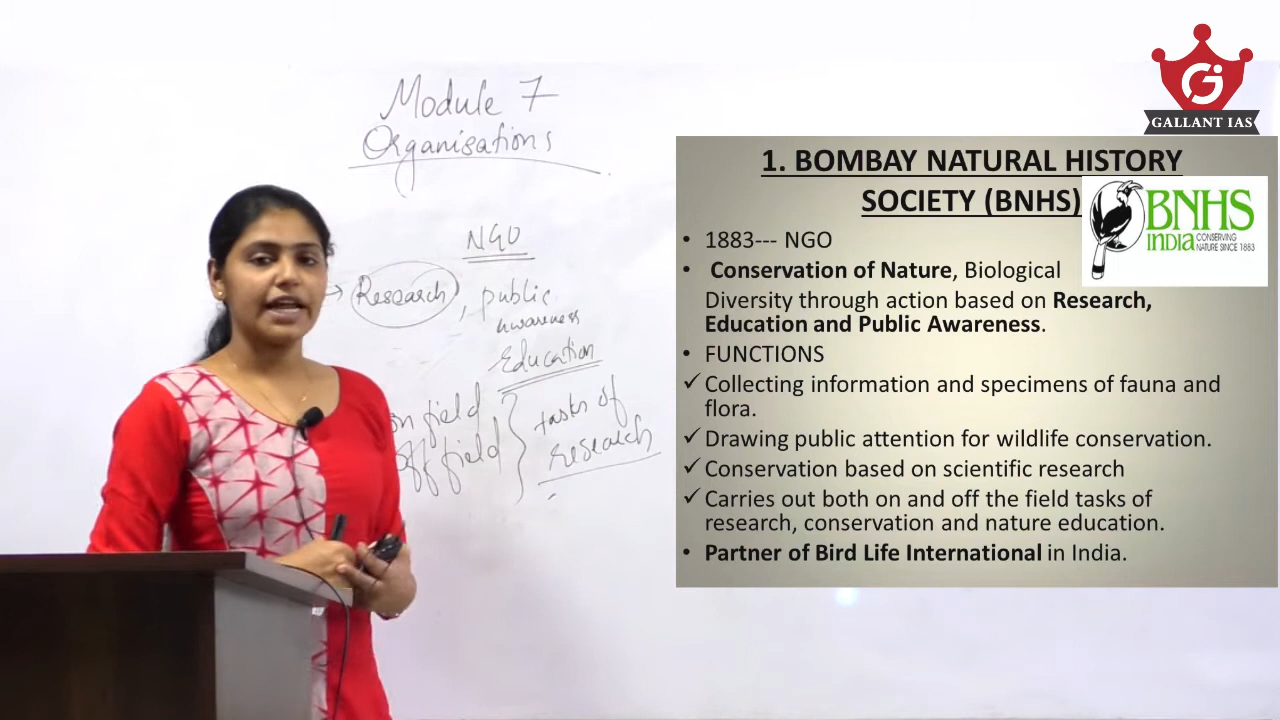 Module 7
Organisations
NGO
→ Research, public
awareness
Education
on field
off field
tasks of
research
GALLANT IAS
1. BOMBAY NATURAL HISTORY
SOCIETY (BNHS)
BNHS
INDIA CONSERVING
NATURE SINCE 1883
• 1883--- NGO
• Conservation of Nature, Biological
Diversity through action based on Research,
Education and Public Awareness.
• FUNCTIONS
✓ Collecting information and specimens of fauna and
flora.
✓ Drawing public attention for wildlife conservation.
✓ Conservation based on scientific research
✓ Carries out both on and off the field tasks of
research, conservation and nature education.
• Partner of Bird Life International in India.